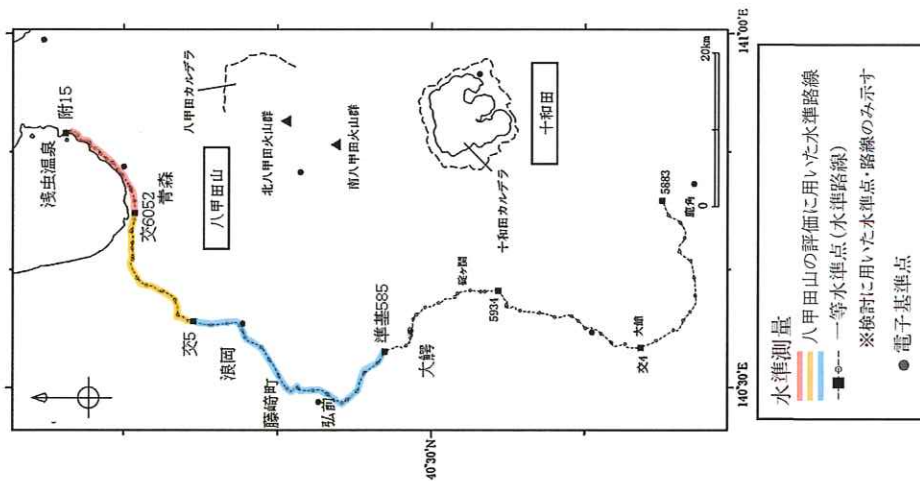 浅虫温泉
附15
交6052
青森
八甲田山
八甲田カルデラ
北八甲田火山群
南八甲田火山群
交5
浪岡
藤崎町
弘前
準基585
大鰐
碇ヶ関
5934
十和田
十和田カルデラ
交4
大館
鹿角
5883
141°00'E
140°30'E
40°30'N
0
20km
水準測量
八甲田山の評価に用いた水準路線
一等水準点(水準路線)
※検討に用いた水準点・路線のみ示す
電子基準点